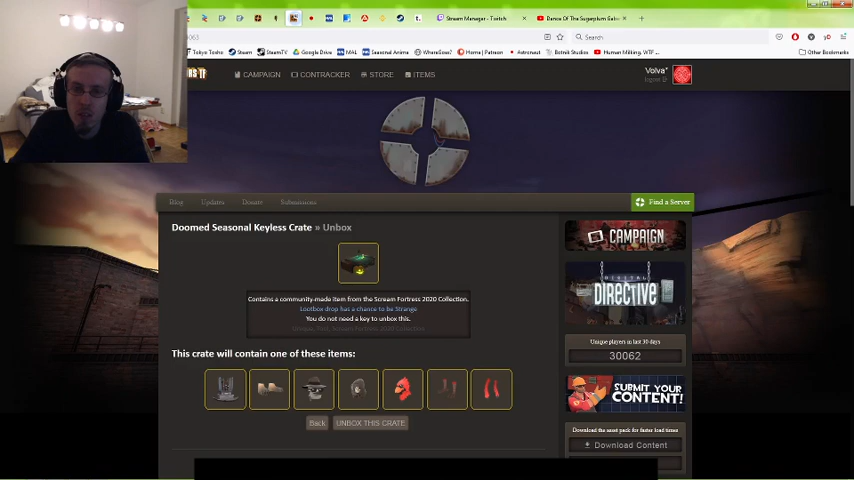 Stream Manager - Twitch
Dance Of The Sugarplum
Search
Tokyo Tosho
Steam
SteamTV
Google Drive
MAL
Seasonal Anime
WhereGoes?
Home | Patreon
Astronaut
Botnik Studios
Human Milking. WTF ...
Other Bookmarks
CAMPAIGN
CONTRACKER
STORE
ITEMS
Volva*
logout
Blog
Updates
Donate
Submissions
Find a Server
Doomed Seasonal Keyless Crate » Unbox
Contains a community-made item from the Scream Fortress 2020 Collection.
Lootbox drop has a chance to be Strange
You do not need a key to unbox this.
This crate will contain one of these items:
Back
UNBOX THIS CRATE
CAMPAIGN
DIGITAL
DIRECTIVE
Unique players in last 30 days
30062
SUBMIT YOUR
CONTENT!
Download the asset pack for faster load times
Download Content